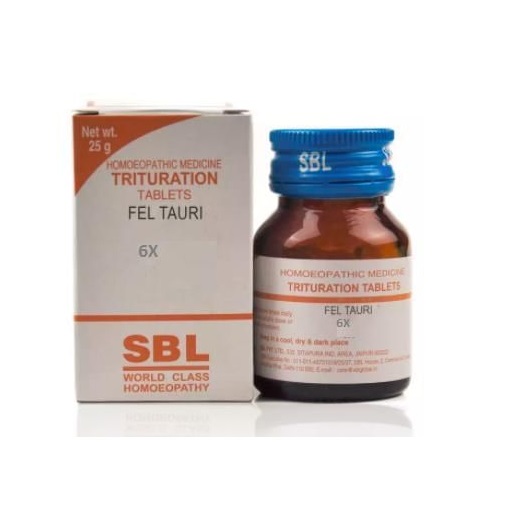 Net wt.
25 g
HOMOEOPATHIC MEDICINE
TRITURATION
TABLETS
FEL TAURI
6X
SBL
WORLD CLASS
HOMOEOPATHY
SBL
HOMOEOPATHIC MEDICINE
TRITURATION TABLETS
FEL TAURI
6X
in a cool, dry & dark place